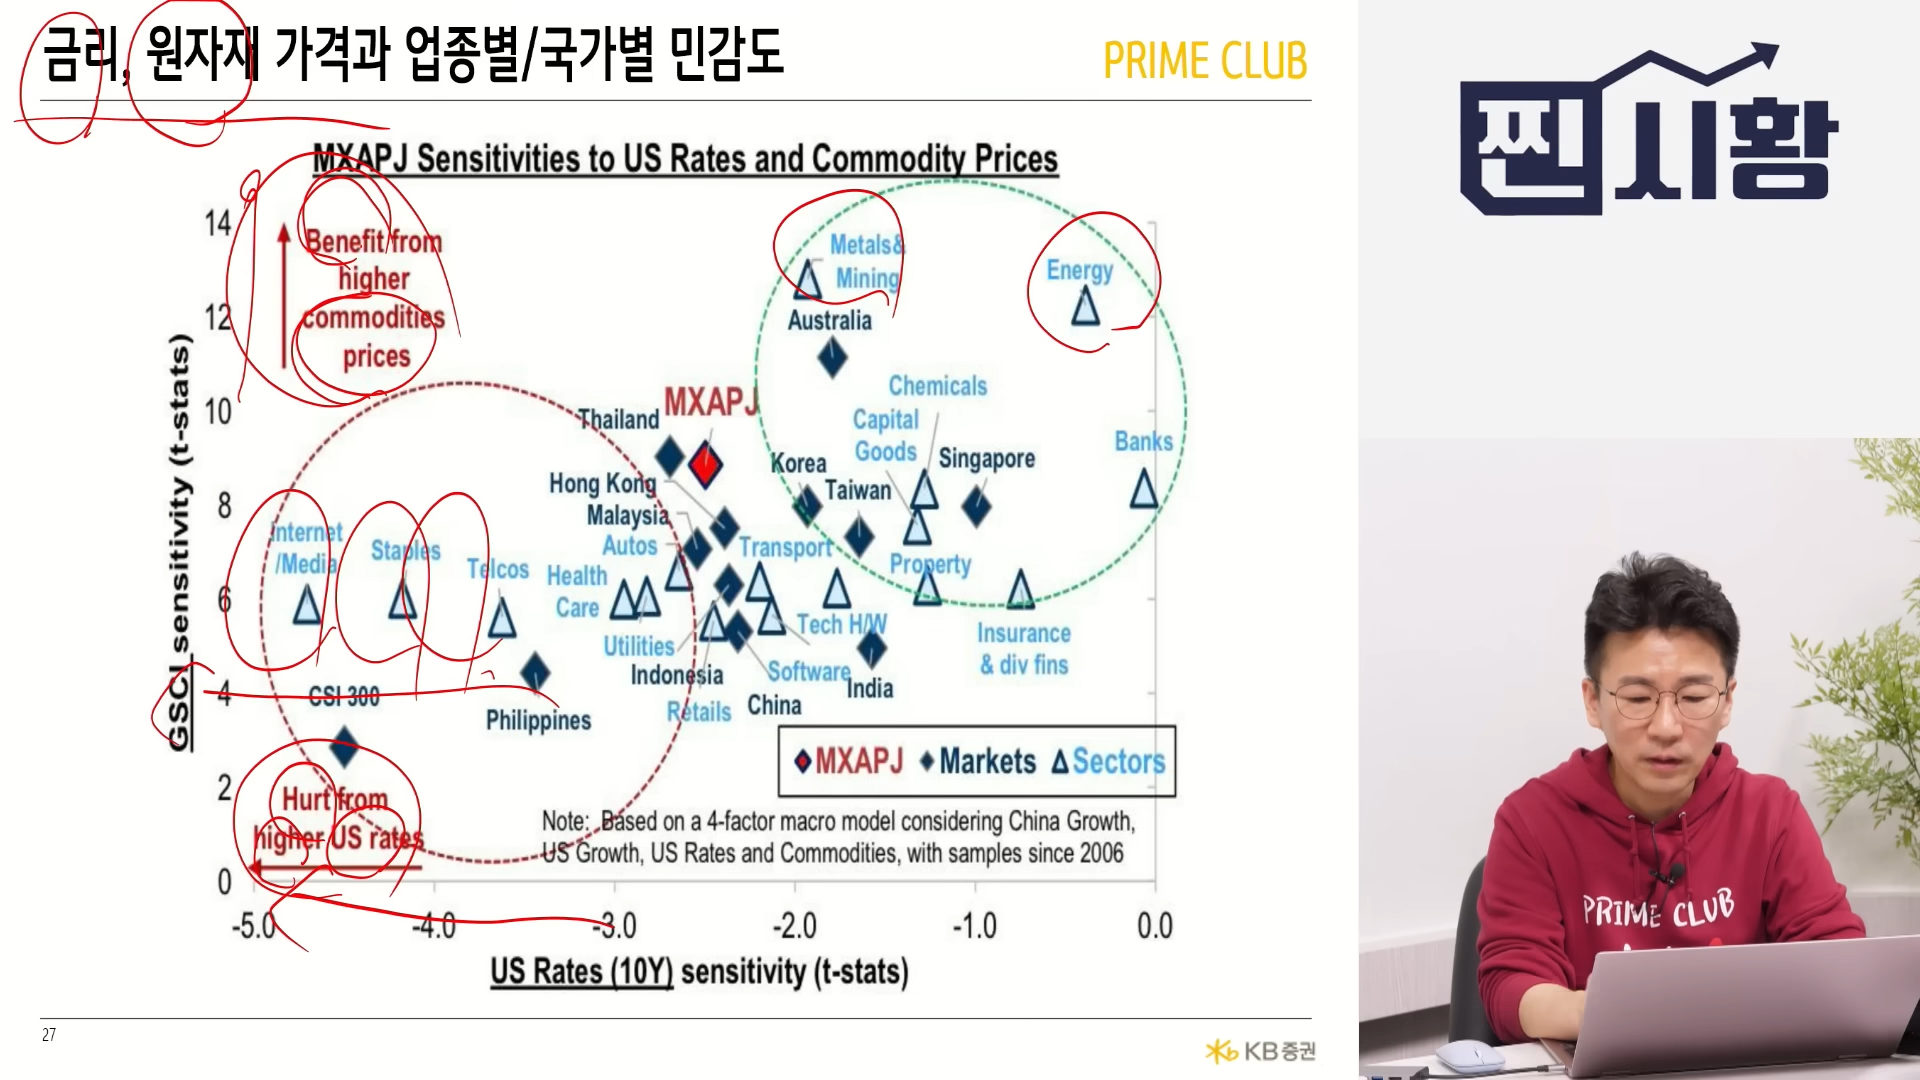 금리, 원자재 가격과 업종별/국가별 민감도
PRIME CLUB
MXAPJ Sensitivities to US Rates and Commodity Prices
Benefit from
higher
commodities
prices
GSCI sensitivity (t-stats)
14
12
10
8
6
4
2
0
Metals&
Mining
Energy
Australia
Chemicals
MXAPJ
Thailand
Capital
Goods
Banks
Korea
Singapore
Hong Kong
Taiwan
Malaysia
Internet
/Media
Staples
Autos
Transport
Telcos
Health
Care
Property
Utilities
Tech H/W
Insurance
& div fins
Indonesia
Software
India
CSI 300
Philippines
Retails
China
MXAPJ
Markets
Sectors
Hurt from
higher US rates
Note: Based on a 4-factor macro model considering China Growth,
US Growth, US Rates and Commodities, with samples since 2006
-5.0
-4.0
-3.0
-2.0
-1.0
0.0
US Rates (10Y) sensitivity (t-stats)
27
KB증권
찐시황
PRIME CLUB